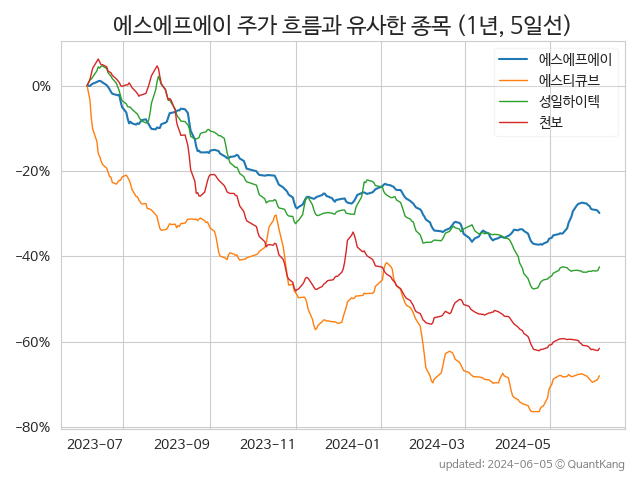 에스에프에이 주가 흐름과 유사한 종목 (1년, 5일선)
에스에프에이
에스티큐브
성일하이텍
천보
0%
−20%
−40%
−60%
−80%
2023-07 2023-09 2023-11 2024-01 2024-03 2024-05
updated: 2024-06-05 © QuantKang